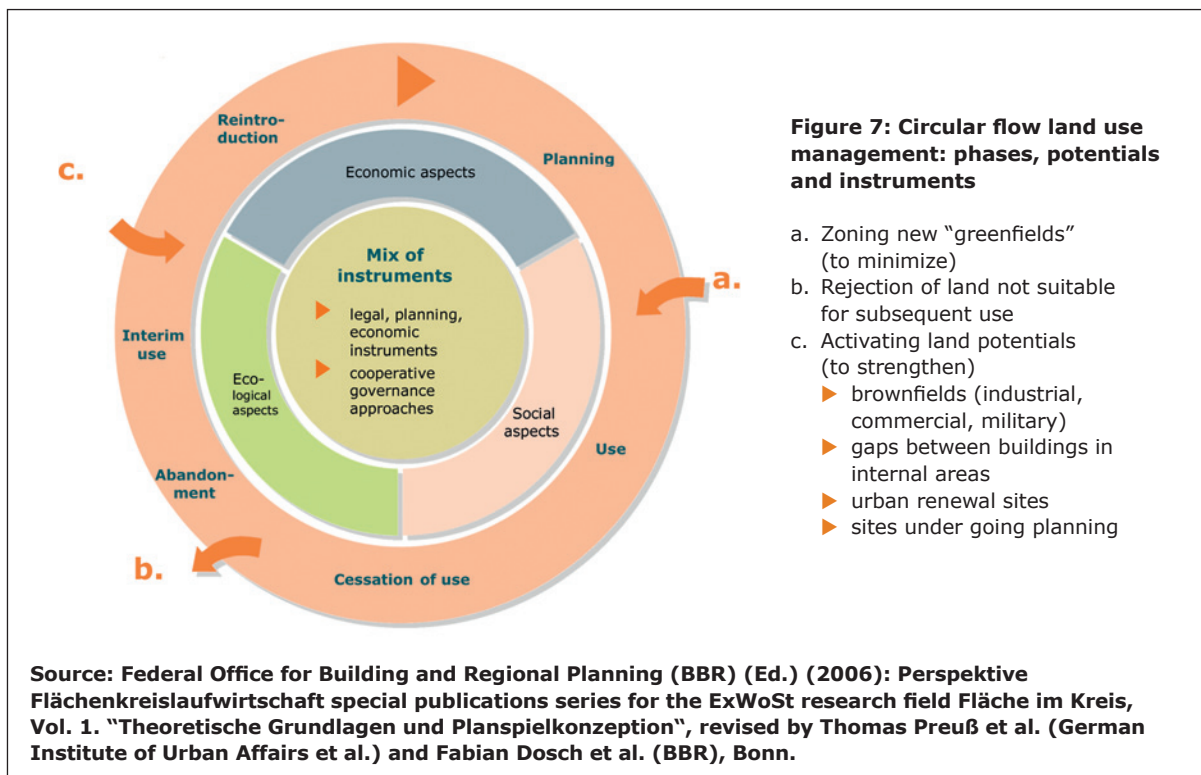 Reintro-
duction
Planning
c.
Economic aspects
Mix of
instruments
legal, planning,
economic
instruments
cooperative
governance
approaches
a.
Interim
use
Eco-
logical
aspects
Social
aspects
Use
Abandon-
ment
b.
Cessation of use
Figure 7: Circular flow land use
management: phases, potentials
and instruments
a. Zoning new “greenfields”
(to minimize)
b. Rejection of land not suitable
for subsequent use
c. Activating land potentials
(to strengthen)
brownfields (industrial,
commercial, military)
gaps between buildings in
internal areas
urban renewal sites
sites under going planning
Source: Federal Office for Building and Regional Planning (BBR) (Ed.) (2006): Perspektive
Flächenkreislaufwirtschaft special publications series for the ExWoSt research field Fläche im Kreis,
Vol. 1. “Theoretische Grundlagen und Planspielkonzeption“, revised by Thomas Preuß et al. (German
Institute of Urban Affairs et al.) and Fabian Dosch et al. (BBR), Bonn.